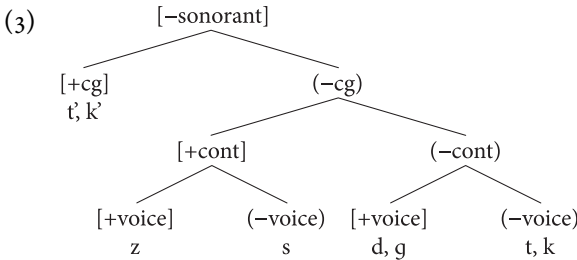 (3) [−sonorant]
[+cg] (−cg)
t’, k’
[+cont] (−cont)
[+voice] (−voice) [+voice] (−voice)
z s d, g t, k